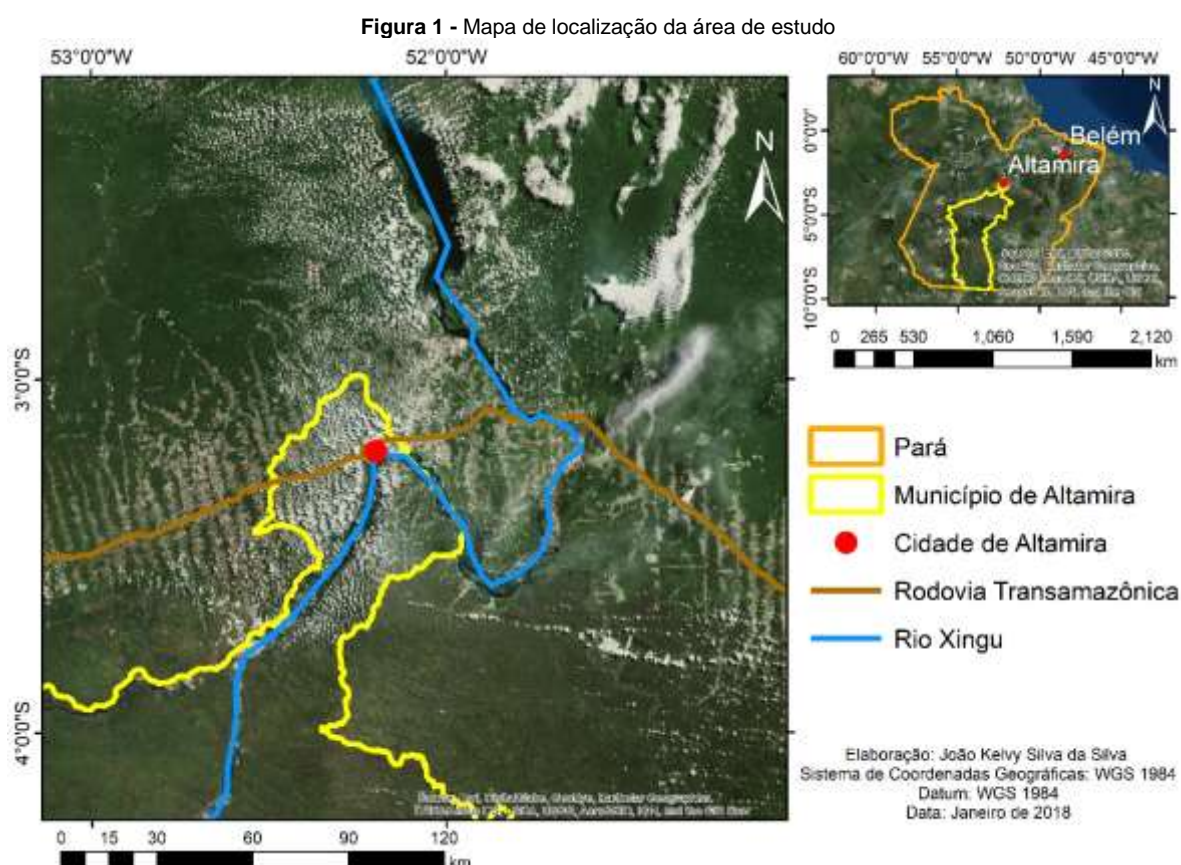 Figura 1 - Mapa de localização da área de estudo
53°0'0"W 52°0'0"W
3°0'0"S
4°0'0"S
N
0 15 30 60 90 120
km
60°0'0"W 55°0'0"W 50°0'0"W 45°0'0"W
0°0'0"
5°0'0"S
10°0'0"S
N
Belém
Altamira
0 265 530 1,060 1,590 2,120
km
Pará
Município de Altamira
Cidade de Altamira
Rodovia Transamazônica
Rio Xingu
Elaboração: João Kelvy Silva da Silva
Sistema de Coordenadas Geográficas: WGS 1984
Datum: WGS 1984
Data: Janeiro de 2018